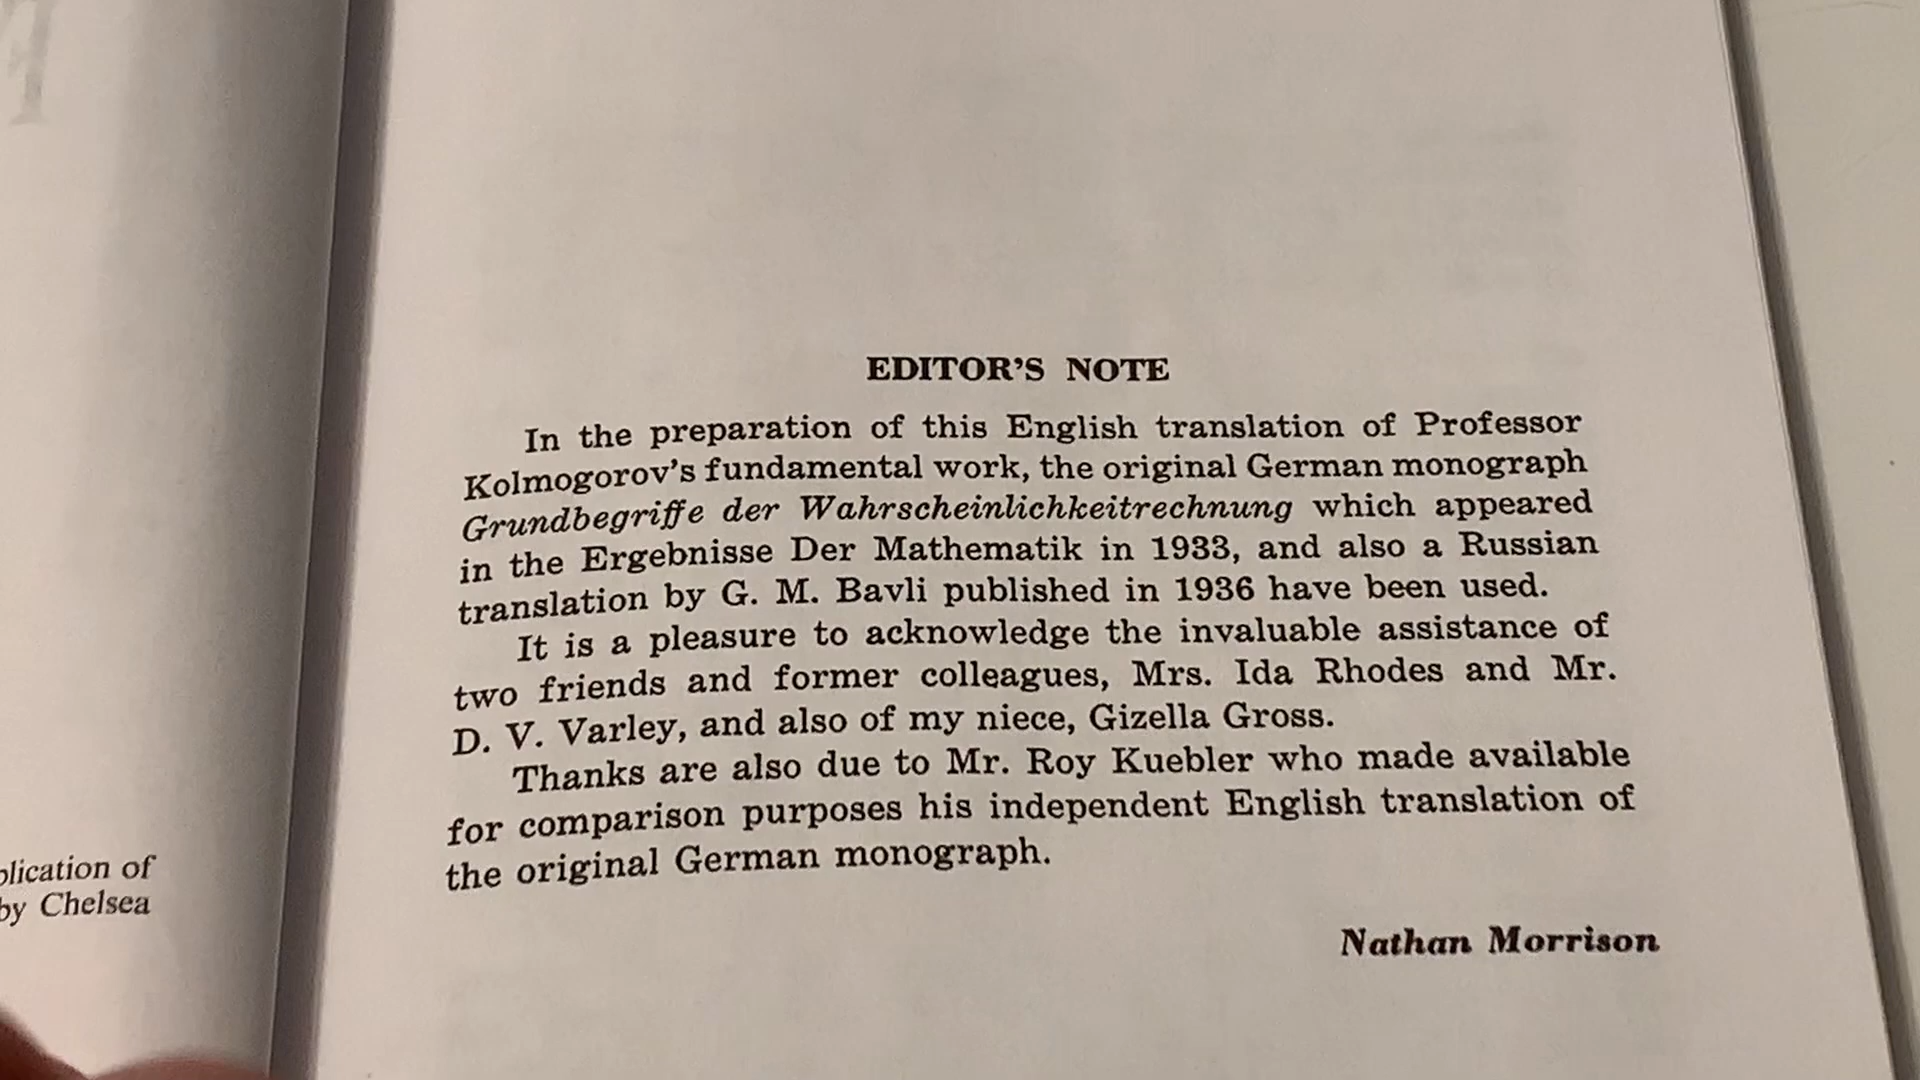 EDITOR'S NOTE
In the preparation of this English translation of Professor
Kolmogorov's fundamental work, the original German monograph
Grundbegriffe der Wahrscheinlichkeitrechnung which appeared
in the Ergebnisse Der Mathematik in 1933, and also a Russian
translation by G. M. Bavli published in 1936 have been used.
It is a pleasure to acknowledge the invaluable assistance of
two friends and former colleagues, Mrs. Ida Rhodes and Mr.
D. V. Varley, and also of my niece, Gizella Gross.
Thanks are also due to Mr. Roy Kuebler who made available
for comparison purposes his independent English translation of
the original German monograph.
Nathan Morrison
of
by Chelsea